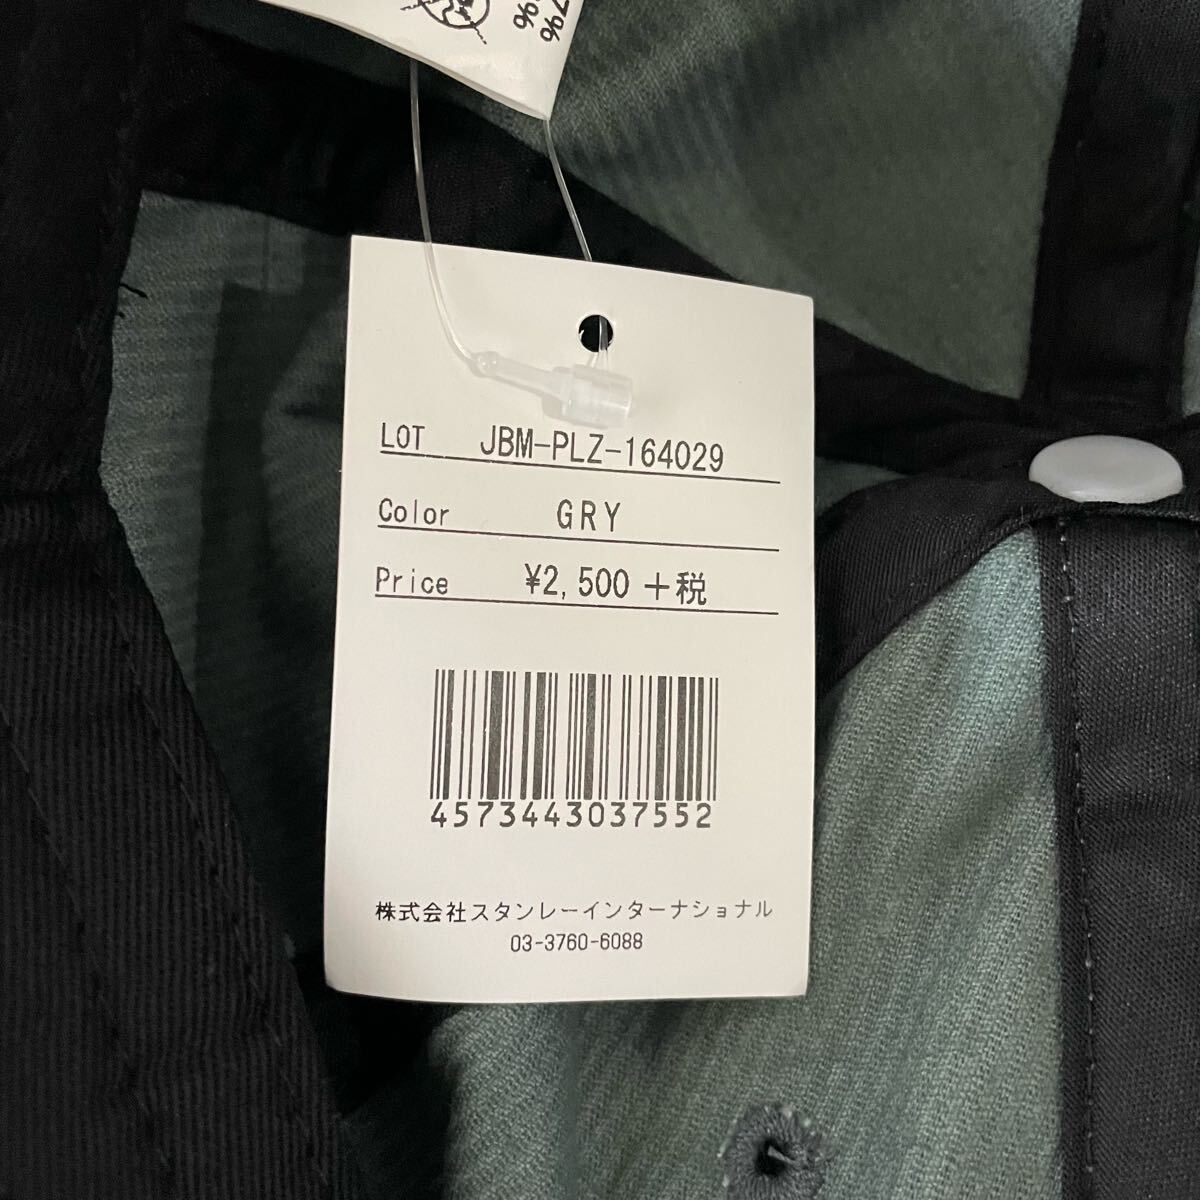 7%
%
LOT JBM-PLZ-164029
Color GRY
Price ¥2,500 +税
4573443037552
株式会社スタンレーインターナショナル
03-3760-6088